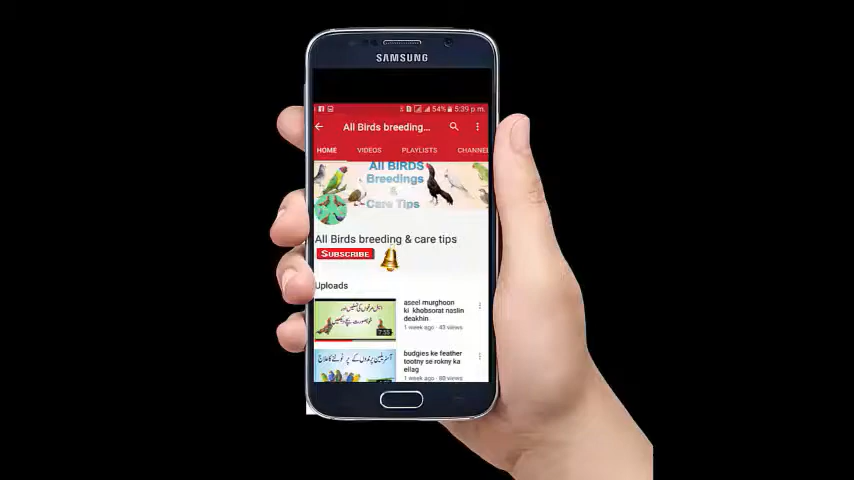 SAMSUNG
54% 5:39 p.m.
All Birds breeding...
HOME VIDEOS PLAYLISTS CHANNEL
All BIRDS
Breedings
&
Care Tips
All Birds breeding & care tips
SUBSCRIBE
Uploads
aseel murghoon
ki khobsorat naslin
deakhin
1 week ago · 43 views
7:55
budgies ke feather
tootny se rokny ka
ellag
1 week ago · 80 views